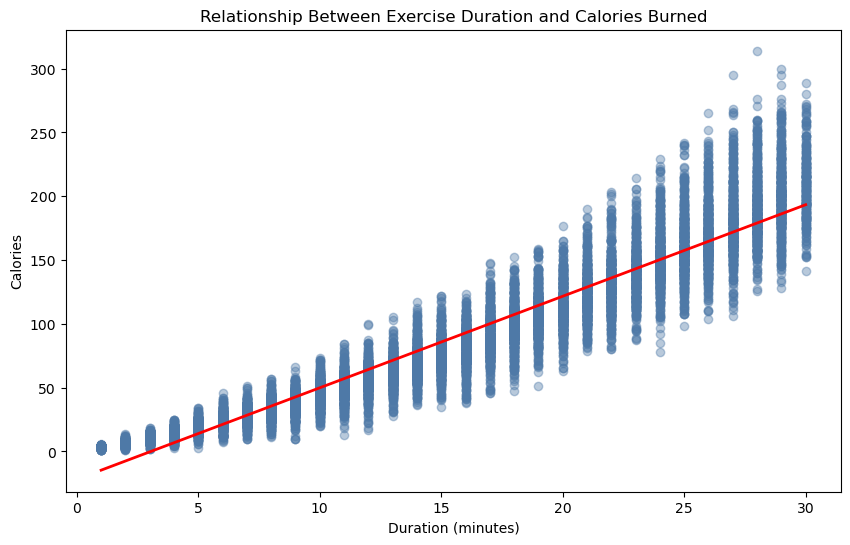 Relationship Between Exercise Duration and Calories Burned
300
250
200
150
100
50
0
Calories
0 5 10 15 20 25 30
Duration (minutes)